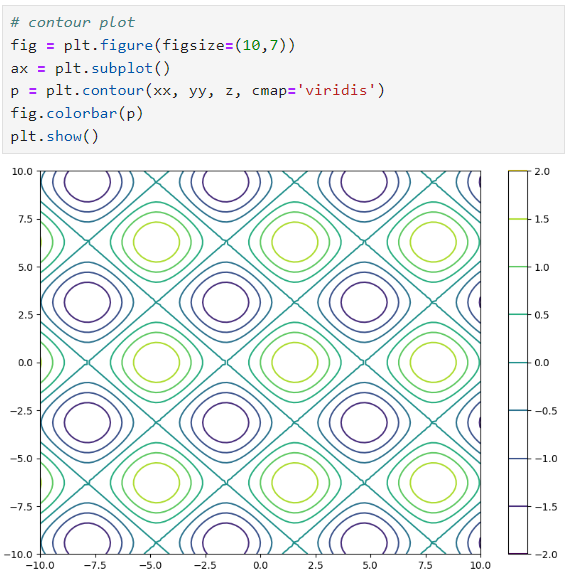 # contour plot
fig = plt.figure(figsize=(10,7))
ax = plt.subplot()
p = plt.contour(xx, yy, z, cmap='viridis')
fig.colorbar(p)
plt.show()
10.0
7.5
5.0
2.5
0.0
−2.5
−5.0
−7.5
−10.0
−10.0 −7.5 −5.0 −2.5 0.0 2.5 5.0 7.5 10.0
2.0
1.5
1.0
0.5
0.0
−0.5
−1.0
−1.5
−2.0